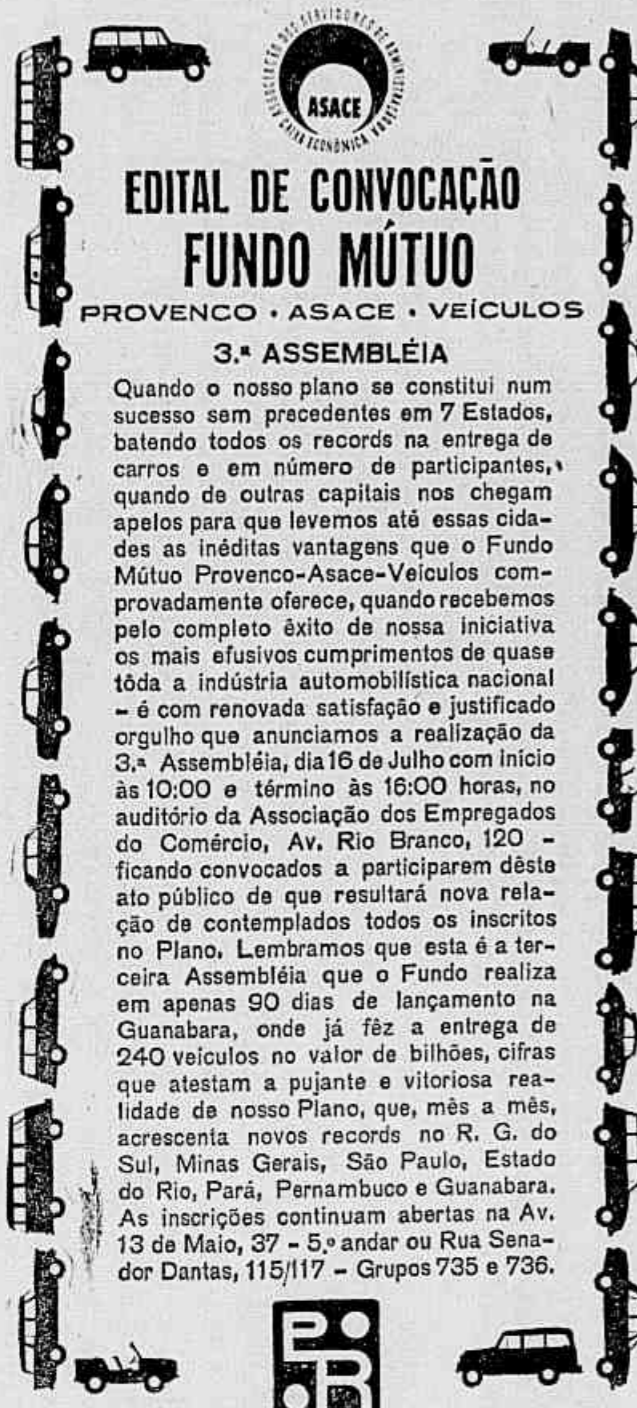 ASSOCIAÇÃO DOS SERVIDORES DE ADMINISTRAÇÃO DA CAIXA ECONÔMICA
ASACE
EDITAL DE CONVOCAÇÃO
FUNDO MÚTUO
PROVENCO • ASACE • VEÍCULOS
3.ª ASSEMBLÉIA
Quando o nosso plano se constitui num
sucesso sem precedentes em 7 Estados,
batendo todos os records na entrega de
carros e em número de participantes,
quando de outras capitais nos chegam
apelos para que levemos até essas cida-
des as inéditas vantagens que o Fundo
Mútuo Provenco-Asace-Veículos com-
provadamente oferece, quando recebemos
pelo completo êxito de nossa iniciativa
os mais efusivos cumprimentos de quase
tôda a indústria automobilística nacional
- é com renovada satisfação e justificado
orgulho que anunciamos a realização da
3.ª Assembléia, dia 16 de Julho com início
às 10:00 e término às 16:00 horas, no
auditório da Associação dos Empregados
do Comércio, Av. Rio Branco, 120 -
ficando convocados a participarem dêste
ato público de que resultará nova rela-
ção de contemplados todos os inscritos
no Plano. Lembramos que esta é a ter-
ceira Assembléia que o Fundo realiza
em apenas 90 dias de lançamento na
Guanabara, onde já fêz a entrega de
240 veículos no valor de bilhões, cifras
que atestam a pujante e vitoriosa rea-
lidade de nosso Plano, que, mês a mês,
acrescenta novos records no R. G. do
Sul, Minas Gerais, São Paulo, Estado
do Rio, Pará, Pernambuco e Guanabara.
As inscrições continuam abertas na Av.
13 de Maio, 37 - 5.º andar ou Rua Sena-
dor Dantas, 115/117 - Grupos 735 e 736.